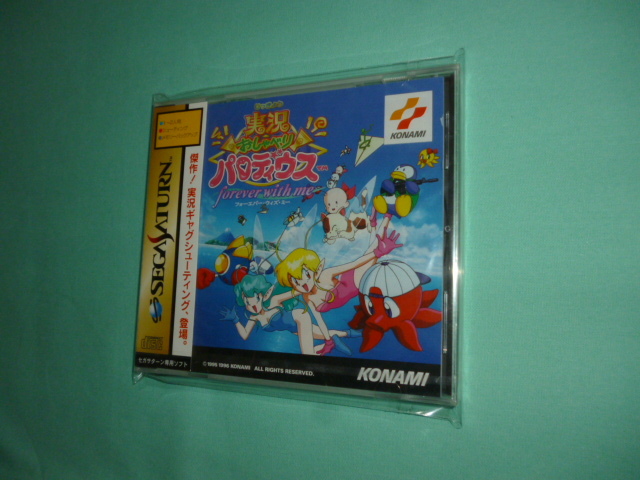 実況
おしゃべり
パロディウス
forever with me
フォーエバー・ウィズ・ミー
KONAMI
SEGA SATURN
傑作!実況ギャグシューティング、登場。
セガサターン専用ソフト
©1995 1996 KONAMI ALL RIGHTS RESERVED.
KONAMI